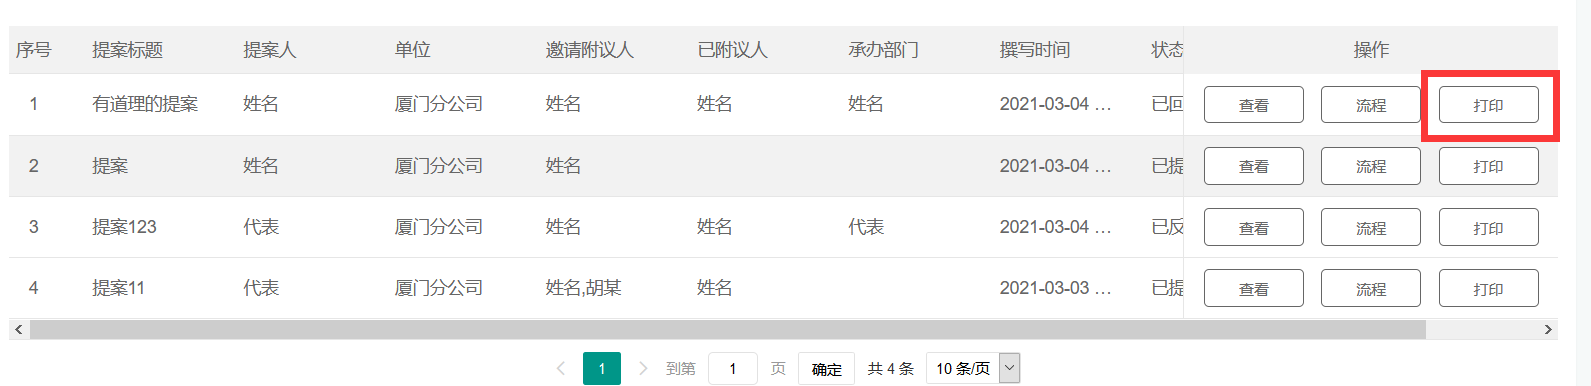 序号 提案标题 提案人 单位 邀请附议人 已附议人 承办部门 撰写时间 状态 操作
1 有道理的提案 姓名 厦门分公司 姓名 姓名 姓名 2021-03-04 … 已回 查看 流程 打印
2 提案 姓名 厦门分公司 姓名 2021-03-04 … 已提 查看 流程 打印
3 提案123 代表 厦门分公司 姓名 姓名 代表 2021-03-04 … 已反 查看 流程 打印
4 提案11 代表 厦门分公司 姓名,胡某 姓名 2021-03-03 … 已提 查看 流程 打印
1 到第 1 页 确定 共 4 条 10 条/页